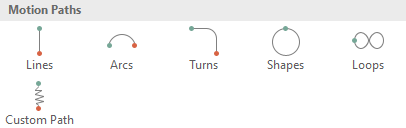 Motion Paths
Lines Arcs Turns Shapes Loops
Custom Path